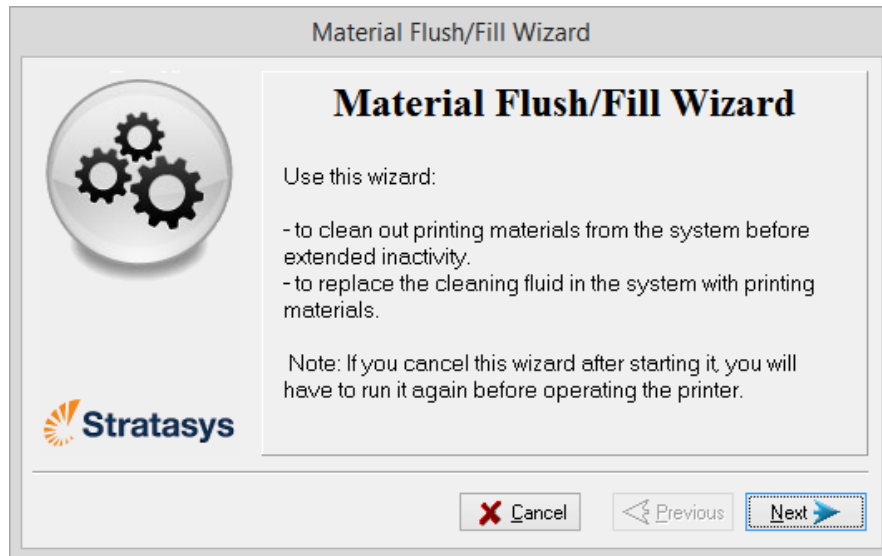 Material Flush/Fill Wizard
Material Flush/Fill Wizard
Use this wizard:
- to clean out printing materials from the system before
extended inactivity.
- to replace the cleaning fluid in the system with printing
materials.
Note: If you cancel this wizard after starting it, you will
have to run it again before operating the printer.
Stratasys
Cancel
Previous
Next